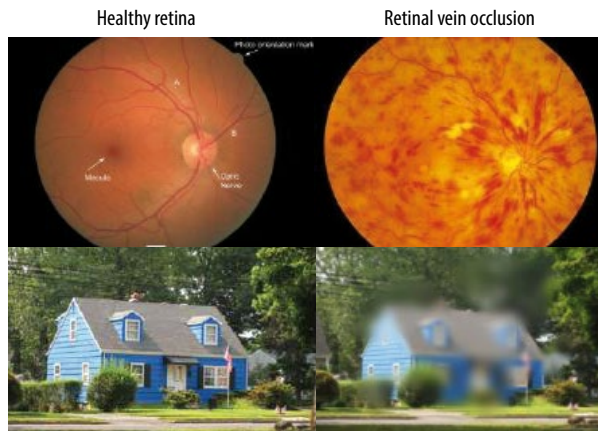 Healthy retina
Retinal vein occlusion
Photo orientation mark
A
B
Macula
Optic
Nerve